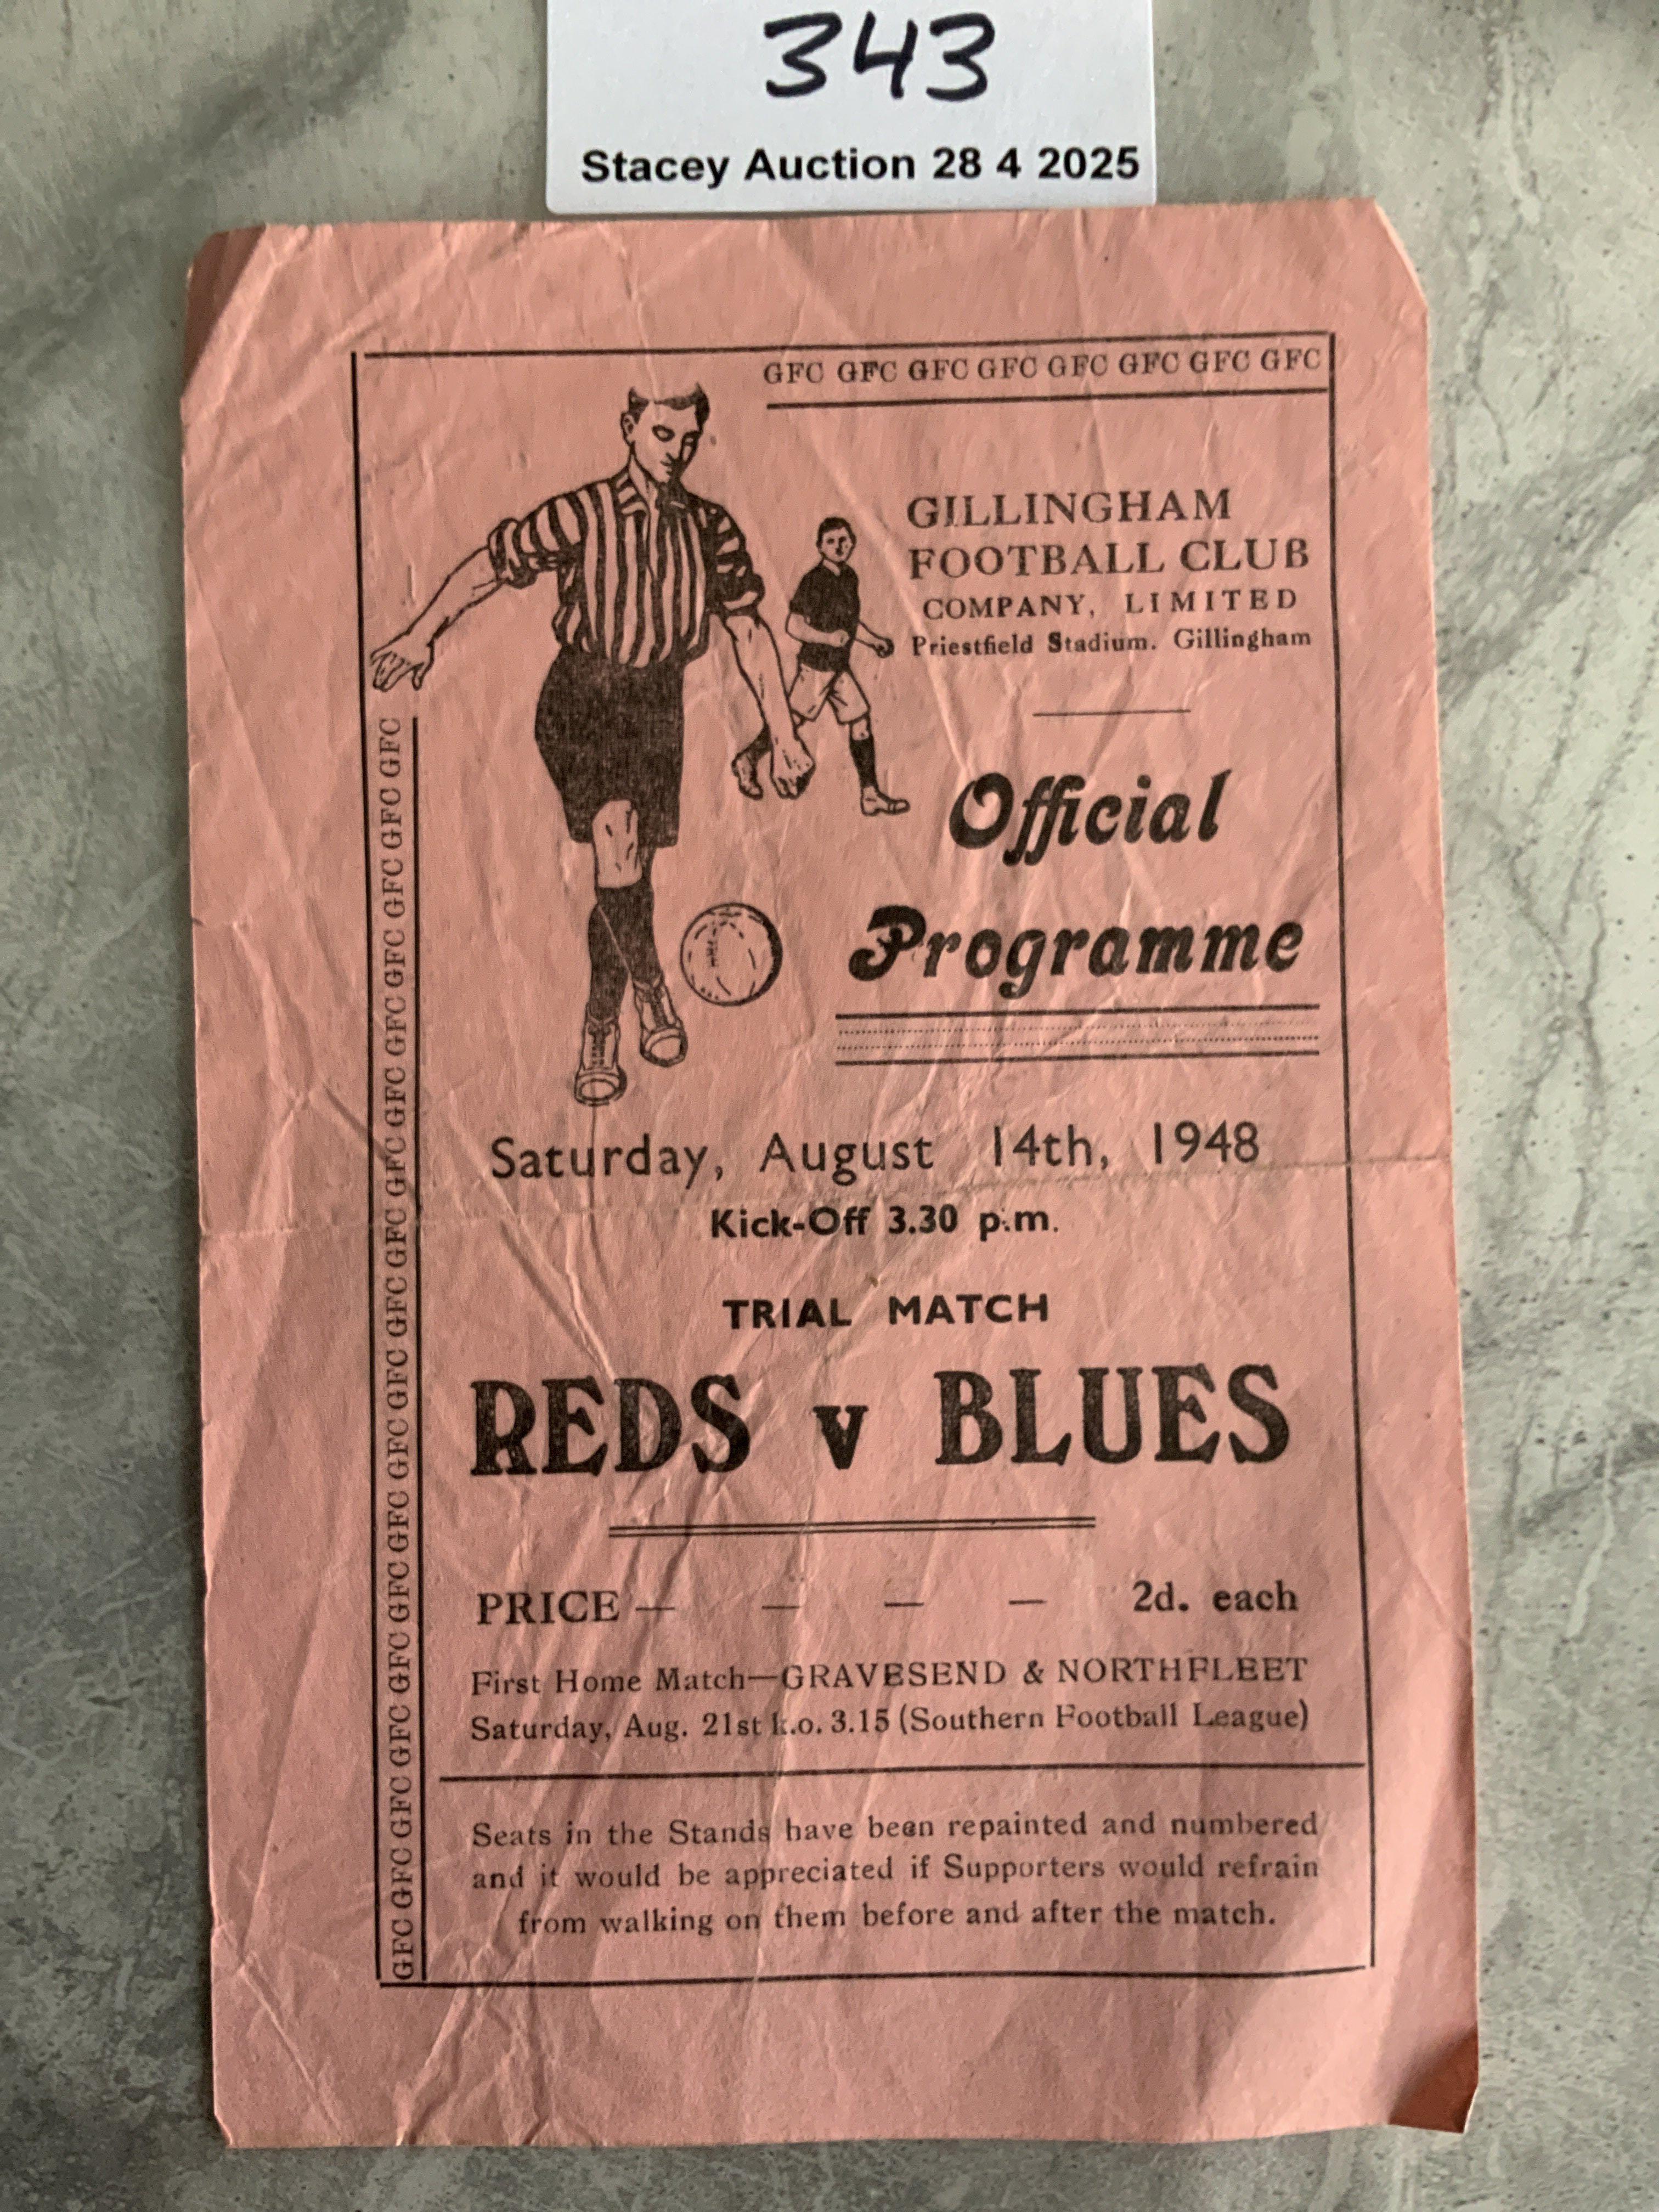 343
Stacey Auction 28 4 2025
GFC GFC GFC GFC GFC GFC GFC GFC
GILLINGHAM
FOOTBALL CLUB
COMPANY, LIMITED
Priestfield Stadium. Gillingham
Official
Programme
GFC GFC GFC GFC GFC GFC GFC GFC GFC GFC GFC GFC GFC GFC GFC GFC GFC GFC
Saturday, August 14th, 1948
Kick-Off 3.30 p.m.
TRIAL MATCH
REDS v BLUES
PRICE — — — — 2d. each
First Home Match—GRAVESEND & NORTHFLEET
Saturday, Aug. 21st k.o. 3.15 (Southern Football League)
Seats in the Stands have been repainted and numbered
and it would be appreciated if Supporters would refrain
from walking on them before and after the match.